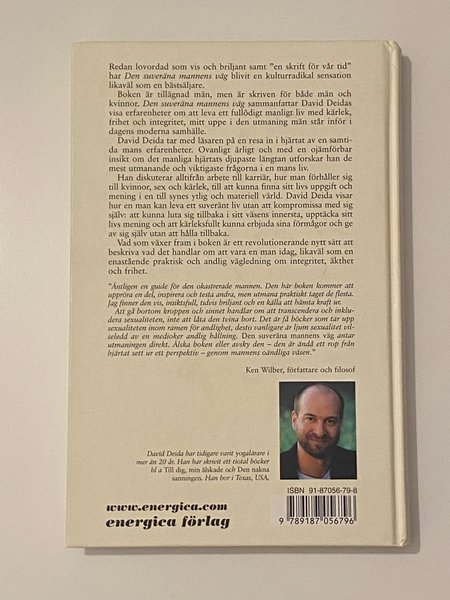 Redan lovordad som vis och briljant samt "en skrift för vår tid"
har Den suveräna mannens väg blivit en kulturradikal sensation
likaväl som en bästsäljare.
Boken är tillägnad män, men är skriven för både män och
kvinnor. Den suveräna mannens väg sammanfattar David Deidas
visa erfarenheter om att leva ett fullödigt manligt liv med kärlek,
frihet och integritet, mitt uppe i den utmaning män står inför i
dagens moderna samhälle.
David Deida tar med läsaren på en resa in i hjärtat av en samti-
da mans erfarenheter. Ovanligt ärligt och med en ojämförbar
insikt om det manliga hjärtats djupaste längtan utforskar han de
mest utmanande och viktigaste frågorna i en mans liv.
Han diskuterar alltifrån arbete till karriär, hur man förhåller sig
till kvinnor, sex och kärlek, till att kunna finna sitt livs uppgift och
mening i en till synes ytlig och materiell värld. David Deida visar
hur en man kan leva ett suveränt liv utan att kompromissa med sig
själv: att kunna luta sig tillbaka i sitt väsens innersta, upptäcka sitt
livs mening och att kärleksfullt kunna erbjuda sina förmågor och ge
av sig själv utan att hålla tillbaka.
Vad som växer fram i boken är ett revolutionerande nytt sätt att
beskriva vad det handlar om att vara en man idag, likaväl som en
enastående praktisk och andlig vägledning om integritet, äkthet
och frihet.
"Äntligen en guide för den okastrerade mannen. Den här boken kommer att
uppröra en del, inspirera och testa andra, men utmana praktiskt taget de flesta.
Jag finner den vis, insiktsfull, tidvis briljant och en källa att hämta kraft ur.
Att gå bortom kroppen och sinnet handlar om att transcendera och inklu-
dera sexualiteten, inte att låta den tvina bort. Det är få böcker som tar upp
sexualiteten inom ramen för andlighet, desto vanligare är ljum sexualitet vil-
seledd av en medioker andlig hållning. Den suveräna mannens väg antar
utmaningen direkt. Älska boken eller avsky den – den är ändå ett rop från
hjärtat sett ur ett perspektiv – genom mannens oändliga väsen."
Ken Wilber, författare och filosof
David Deida har tidigare varit yogalärare i
mer än 20 år. Han har skrivit ett tiotal böcker
bl a Till dig, min älskade och Den nakna
sanningen. Han bor i Texas, USA.
www.energica.com
energica förlag
ISBN 91-87056-79-8
9 789187 056796